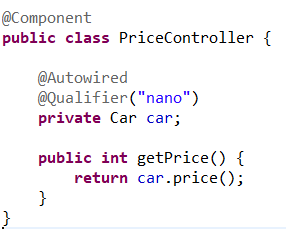 @Component
public class PriceController {
@Autowired
@Qualifier("nano")
private Car car;
public int getPrice() {
return car.price();
}
}